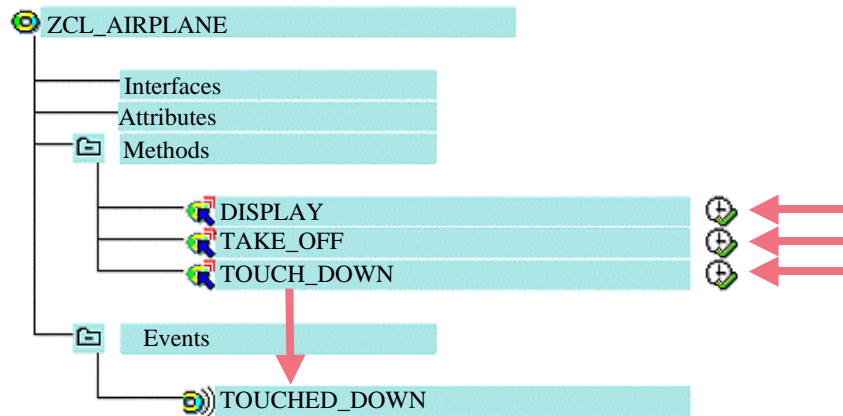 ZCL_AIRPLANE
Interfaces
Attributes
Methods
DISPLAY
TAKE_OFF
TOUCH_DOWN
Events
TOUCHED_DOWN